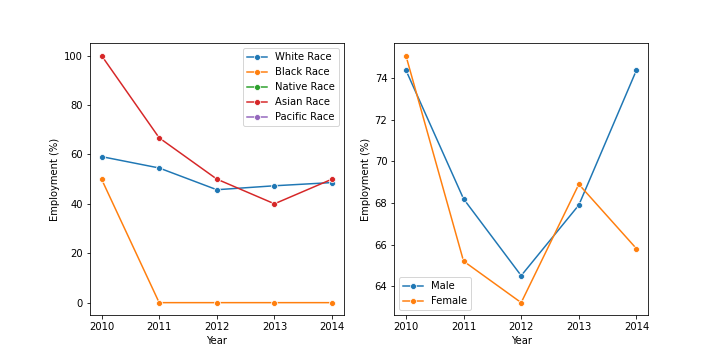 100
80
60
40
20
0
Employment (%)
2010 2011 2012 2013 2014
Year
White Race
Black Race
Native Race
Asian Race
Pacific Race
74
72
70
68
66
64
Employment (%)
2010 2011 2012 2013 2014
Year
Male
Female